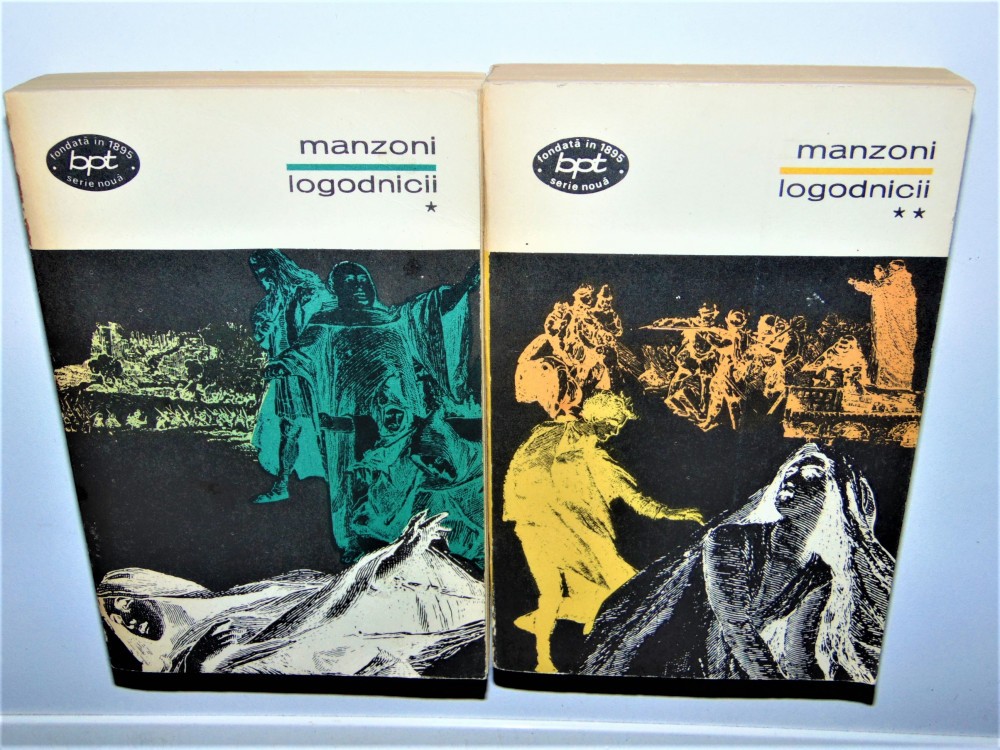 fondată în 1895
bpt
serie nouă
manzoni
logodnicii
*
fondată în 1895
bpt
serie nouă
manzoni
logodnicii
**